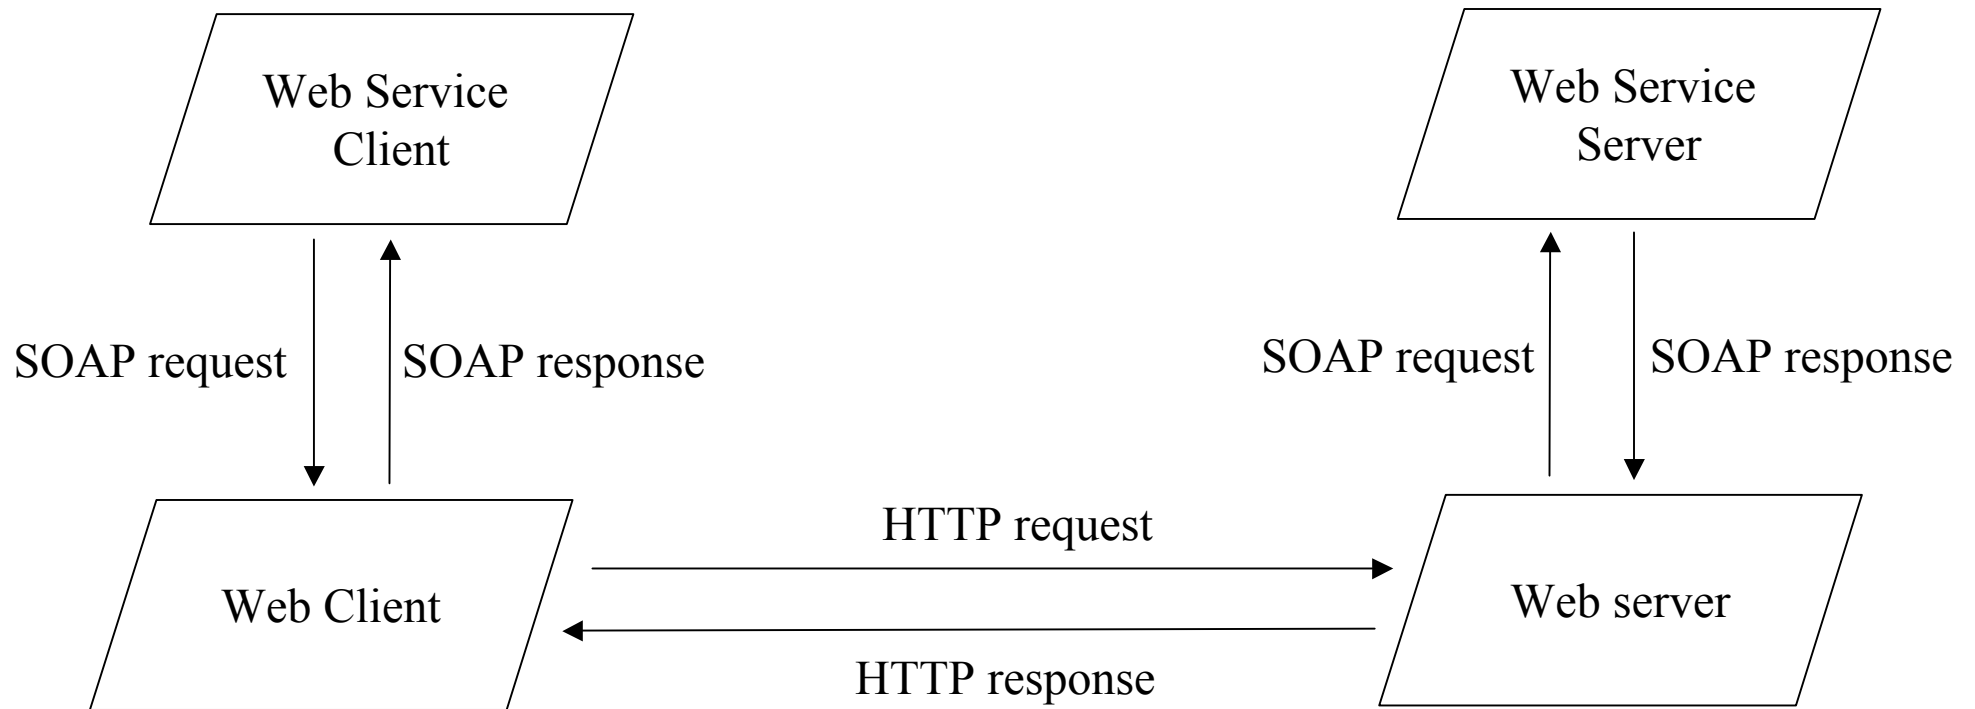 Web Service
Client
Web Service
Server
SOAP request
SOAP response
SOAP request
SOAP response
HTTP request
Web Client
Web server
HTTP response